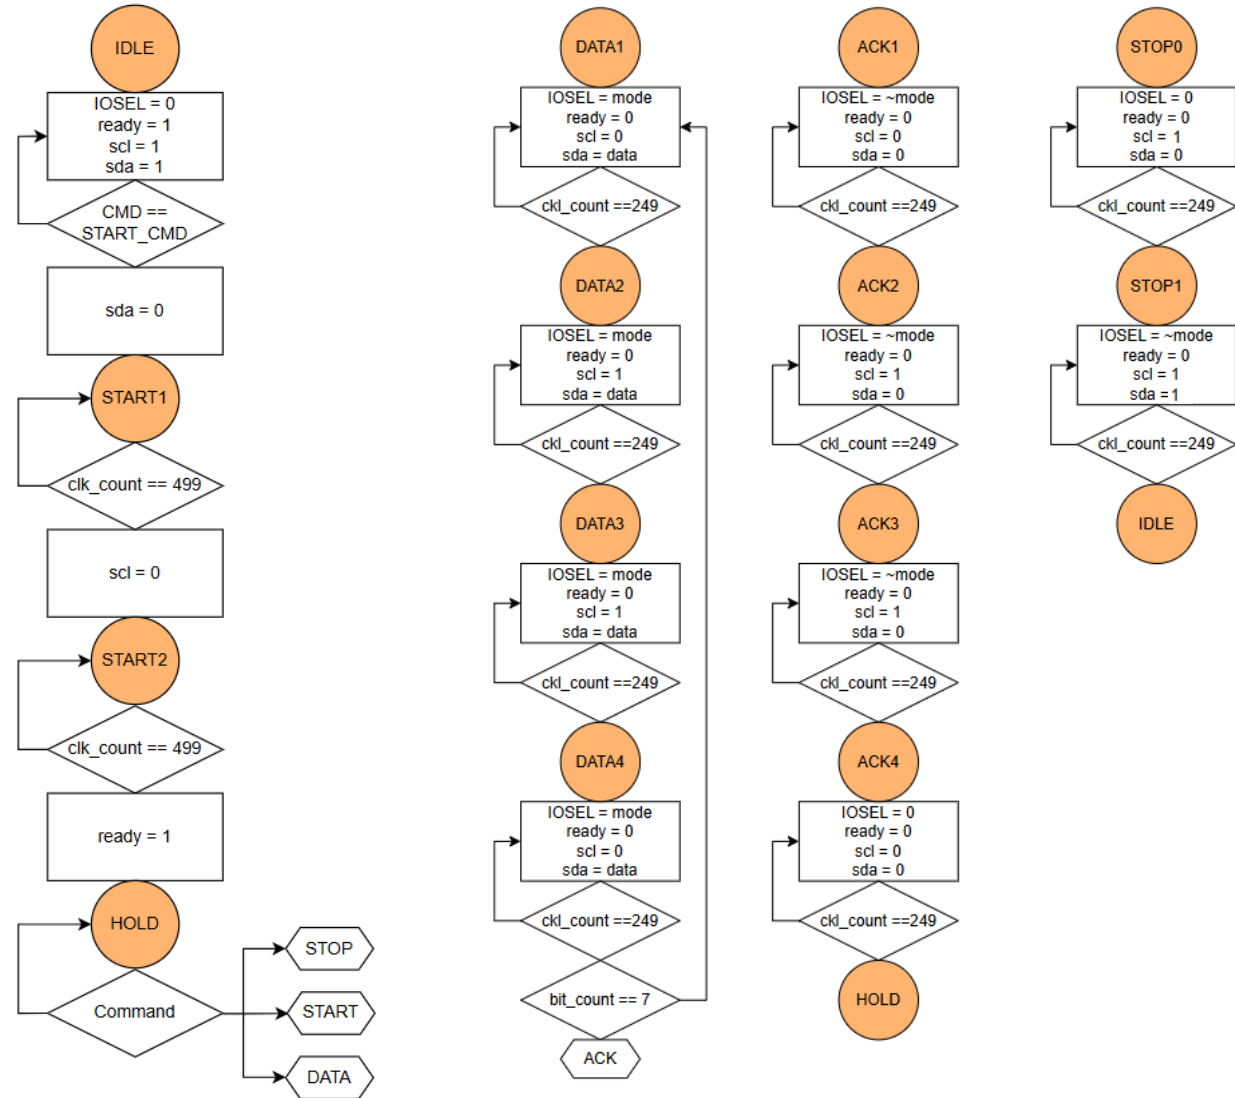 IDLE
IOSEL = 0
ready = 1
scl = 1
sda = 1
CMD ==
START_CMD
sda = 0
START1
clk_count == 499
scl = 0
START2
clk_count == 499
ready = 1
HOLD
Command
STOP
START
DATA
DATA1
IOSEL = mode
ready = 0
scl = 0
sda = data
ckl_count ==249
DATA2
IOSEL = mode
ready = 0
scl = 1
sda = data
ckl_count ==249
DATA3
IOSEL = mode
ready = 0
scl = 1
sda = data
ckl_count ==249
DATA4
IOSEL = mode
ready = 0
scl = 0
sda = data
ckl_count ==249
bit_count == 7
ACK
ACK1
IOSEL = ~mode
ready = 0
scl = 0
sda = 0
ckl_count ==249
ACK2
IOSEL = ~mode
ready = 0
scl = 1
sda = 0
ckl_count ==249
ACK3
IOSEL = ~mode
ready = 0
scl = 1
sda = 0
ckl_count ==249
ACK4
IOSEL = 0
ready = 0
scl = 0
sda = 0
ckl_count ==249
HOLD
STOP0
IOSEL = 0
ready = 0
scl = 1
sda = 0
ckl_count ==249
STOP1
IOSEL = ~mode
ready = 0
scl = 1
sda =1
ckl_count ==249
IDLE